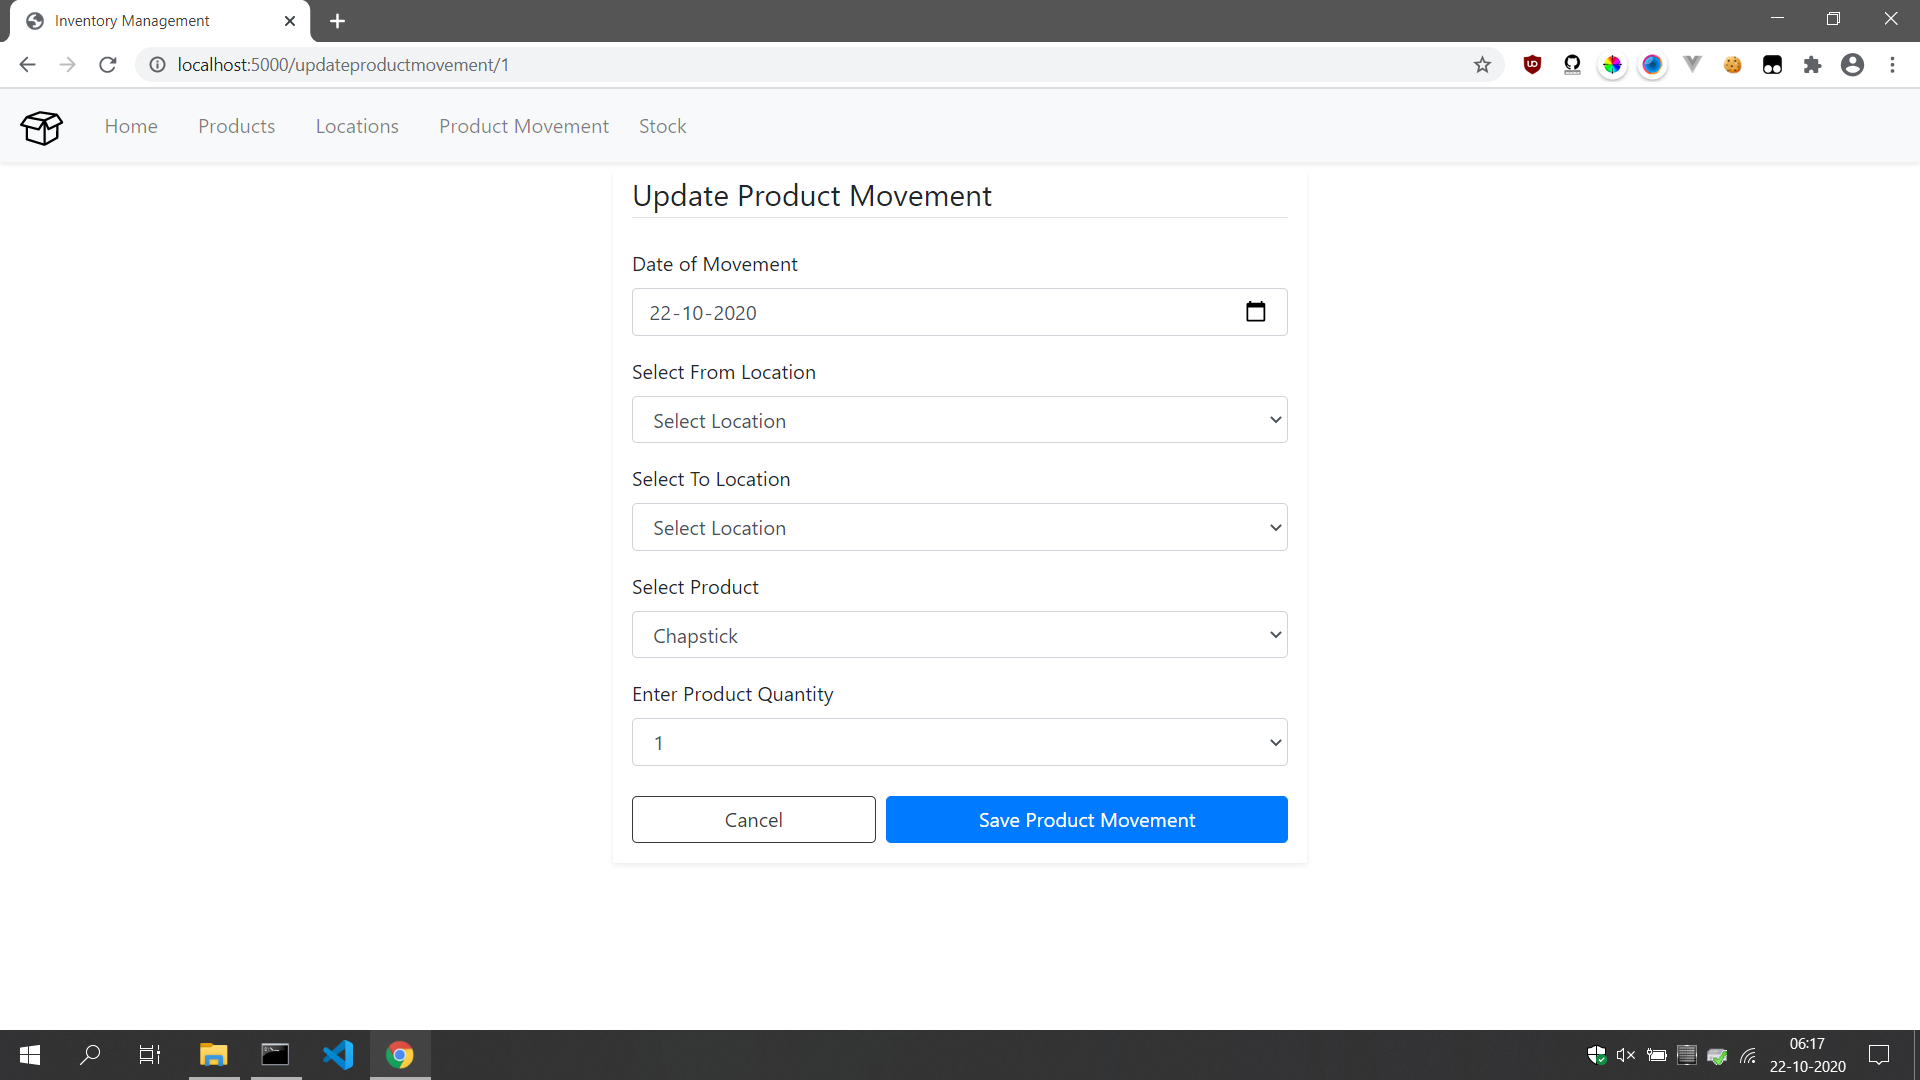 Inventory Management
localhost:5000/updateproductmovement/1
Home Products Locations Product Movement Stock
Update Product Movement
Date of Movement
22-10-2020
Select From Location
Select Location
Select To Location
Select Location
Select Product
Chapstick
Enter Product Quantity
1
Cancel Save Product Movement
06:17
22-10-2020